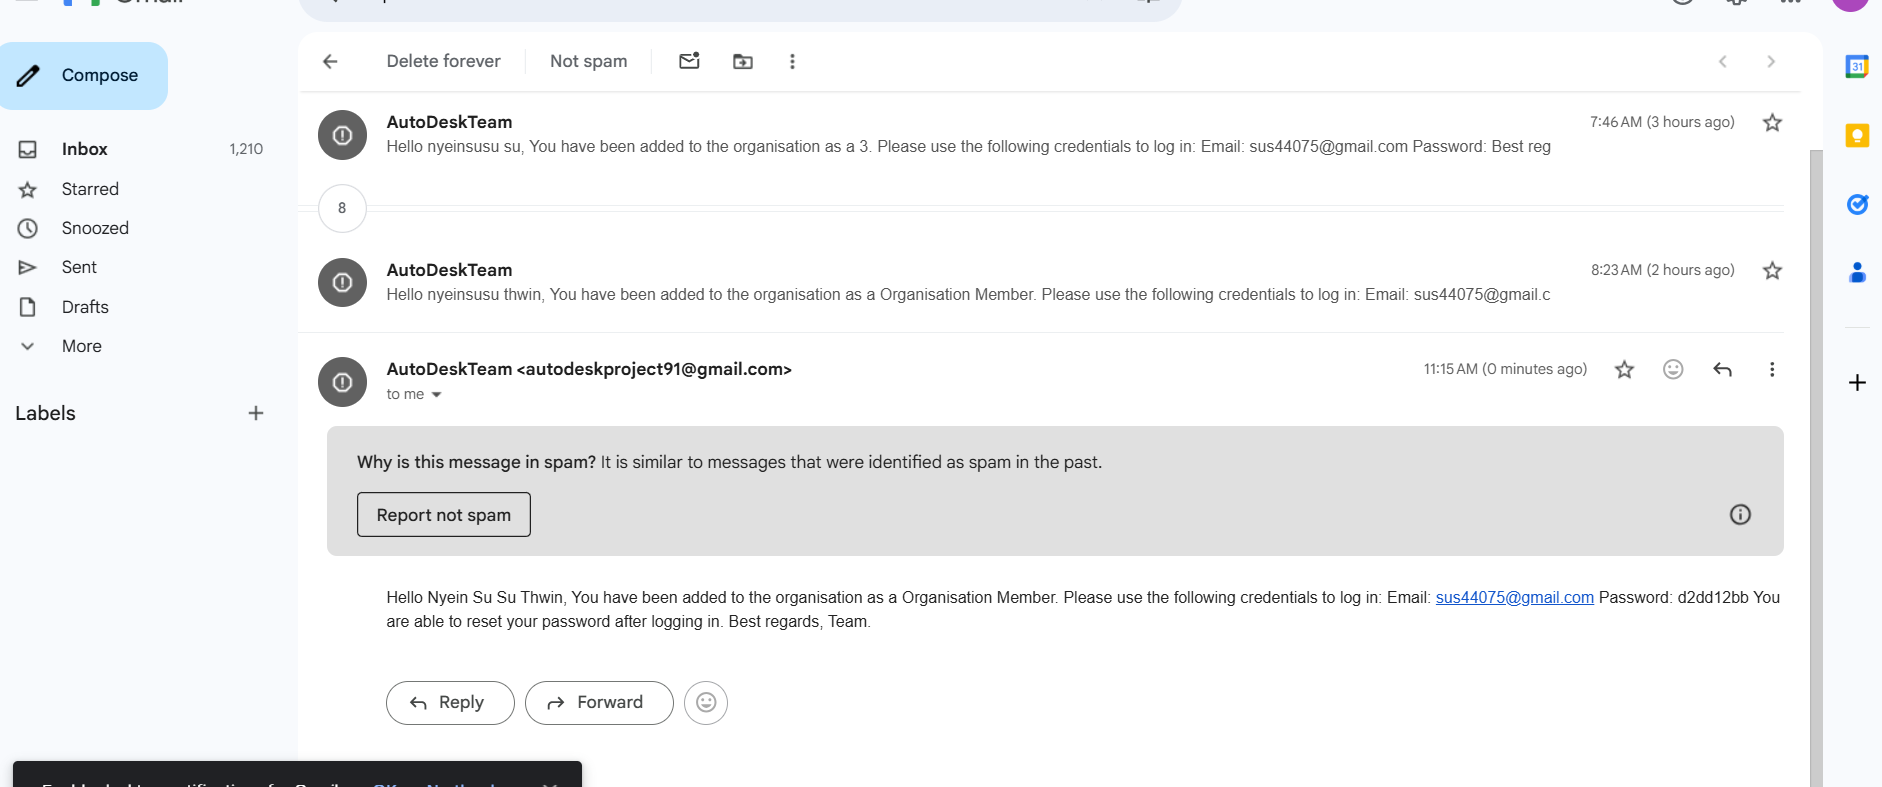 Gmail
Compose
Delete forever
Not spam
31
Inbox 1,210
Starred
Snoozed
Sent
Drafts
More
Labels
AutoDeskTeam
7:46 AM (3 hours ago)
Hello nyeinsusu su, You have been added to the organisation as a 3. Please use the following credentials to log in: Email: sus44075@gmail.com Password: Best reg
8
AutoDeskTeam
8:23 AM (2 hours ago)
Hello nyeinsusu thwin, You have been added to the organisation as a Organisation Member. Please use the following credentials to log in: Email: sus44075@gmail.c
AutoDeskTeam <autodeskproject91@gmail.com>
11:15 AM (0 minutes ago)
to me
Why is this message in spam? It is similar to messages that were identified as spam in the past.
Report not spam
Hello Nyein Su Su Thwin, You have been added to the organisation as a Organisation Member. Please use the following credentials to log in: Email: sus44075@gmail.com Password: d2dd12bb You
are able to reset your password after logging in. Best regards, Team.
Reply
Forward